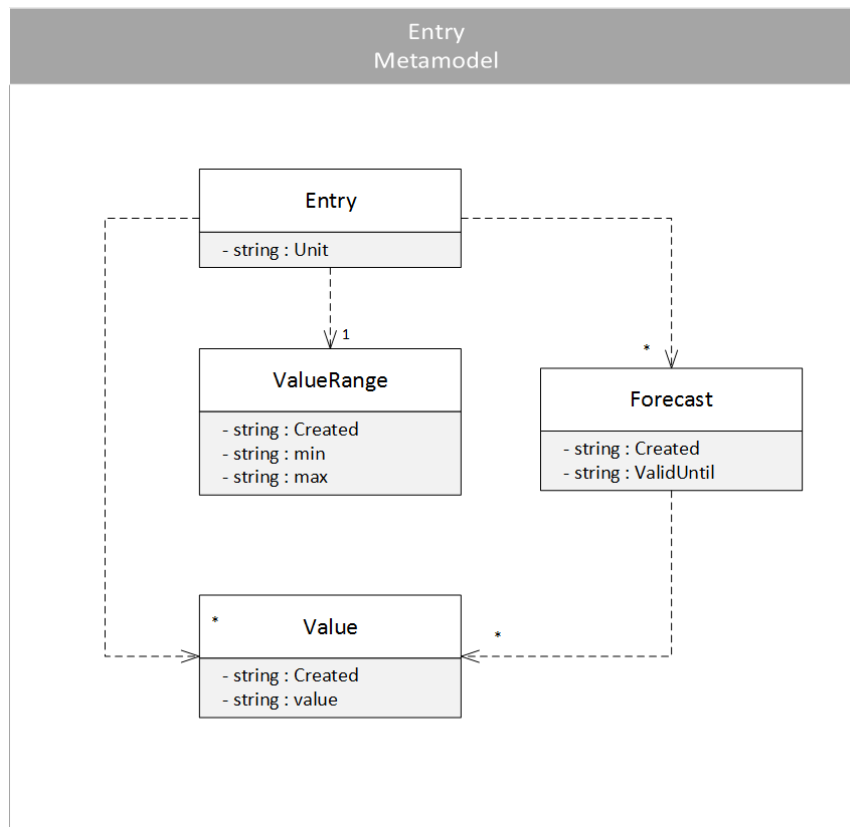 Entry
Metamodel
Entry
- string : Unit
1
ValueRange
- string : Created
- string : min
- string : max
*
Forecast
- string : Created
- string : ValidUntil
*
Value
- string : Created
- string : value
*